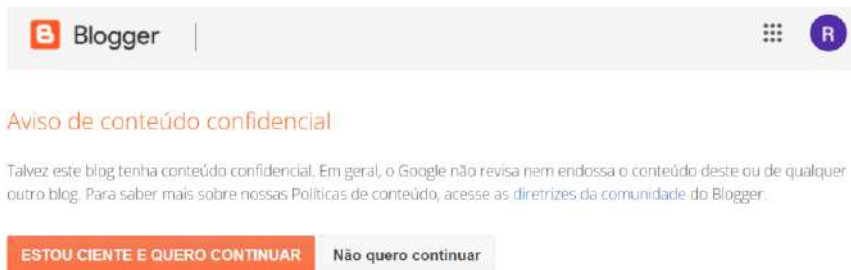 B Blogger R
Aviso de conteúdo confidencial
Talvez este blog tenha conteúdo confidencial. Em geral, o Google não revisa nem endossa o conteúdo deste ou de qualquer
outro blog. Para saber mais sobre nossas Políticas de conteúdo, acesse as diretrizes da comunidade do Blogger.
ESTOU CIENTE E QUERO CONTINUAR Não quero continuar